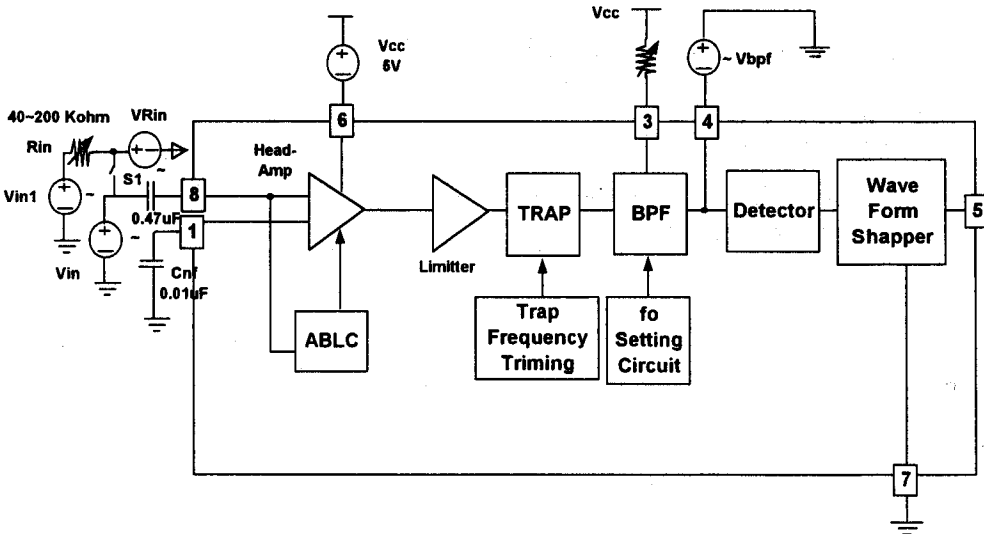 Vcc
5V
Vcc
~ Vbpf
6
3
4
40~200 Kohm
VRin
Rin
~
S1
Vin1
~
0.47uF
8
1
~
Vin
Cnf
0.01uF
Head-
Amp
Limitter
TRAP
BPF
Detector
Wave
Form
Shapper
5
ABLC
Trap
Frequency
Triming
fo
Setting
Circuit
7